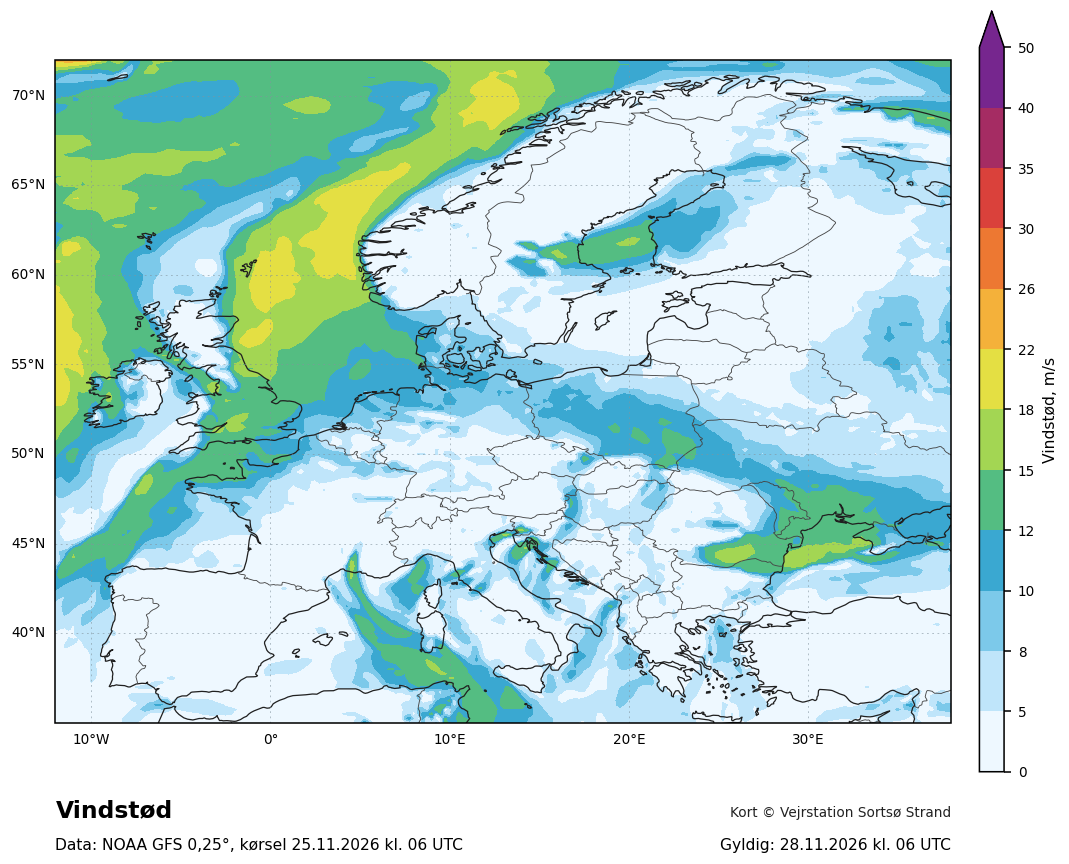 50
40
35
30
26
22
18
15
12
10
8
5
0
Vindstød, m/s
70°N
65°N
60°N
55°N
50°N
45°N
40°N
10°W
0°
10°E
20°E
30°E
Vindstød
Kort © Vejrstation Sortsø Strand
Data: NOAA GFS 0,25°, kørsel 25.11.2026 kl. 06 UTC
Gyldig: 28.11.2026 kl. 06 UTC